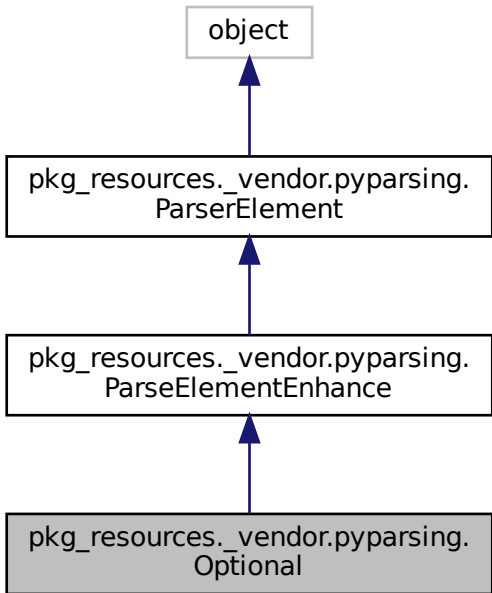 object
pkg_resources._vendor.pyparsing.
ParserElement
pkg_resources._vendor.pyparsing.
ParseElementEnhance
pkg_resources._vendor.pyparsing.
Optional